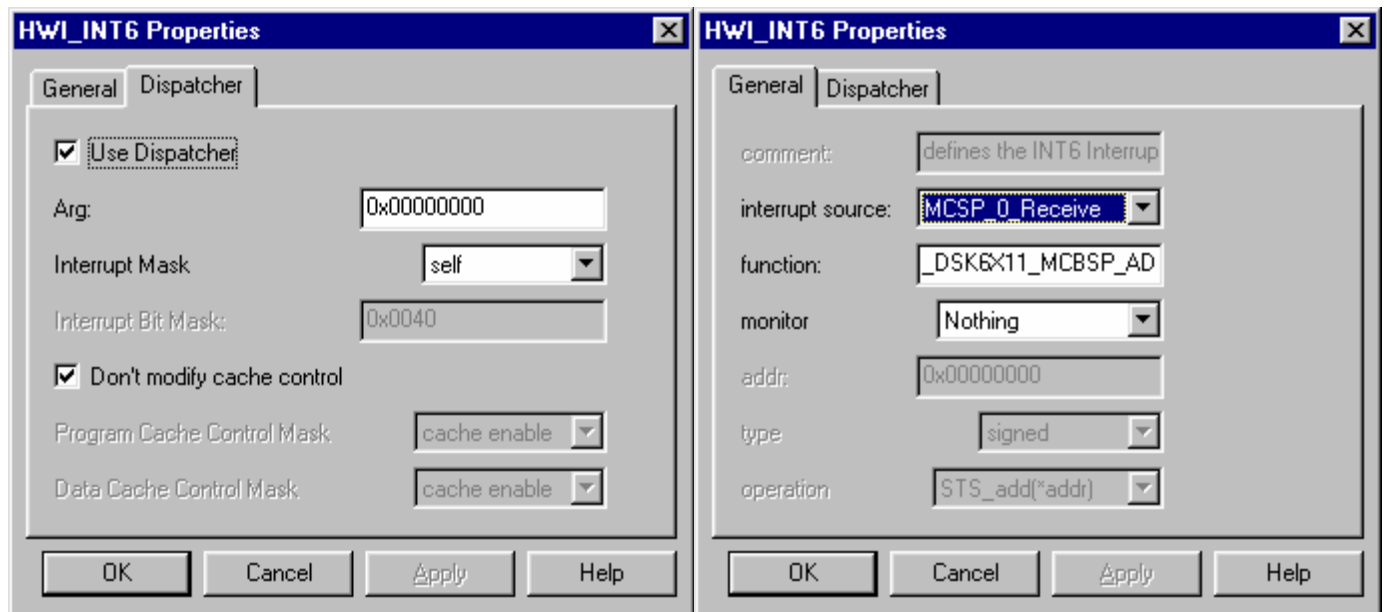 HWI_INT6 Properties
General Dispatcher
Use Dispatcher
Arg: 0x00000000
Interrupt Mask self
Interrupt Bit Mask: 0x0040
Don't modify cache control
Program Cache Control Mask cache enable
Data Cache Control Mask cache enable
OK Cancel Apply Help
HWI_INT6 Properties
General Dispatcher
comment: defines the INT6 Interrup
interrupt source: MCSP_0_Receive
function: _DSK6X11_MCBSP_AD
monitor Nothing
addr: 0x00000000
type signed
operation STS_add(*addr)
OK Cancel Apply Help